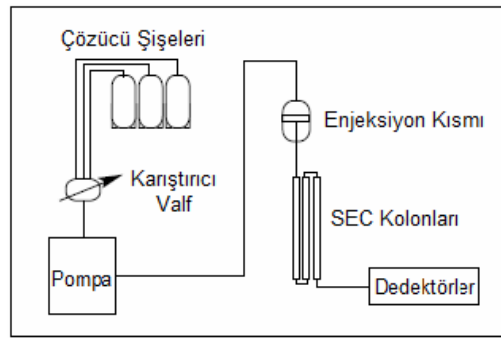 Çözücü Şişeleri
Enjeksiyon Kısmı
Karıştırıcı
Valf
SEC Kolonları
Pompa
Dedektörler